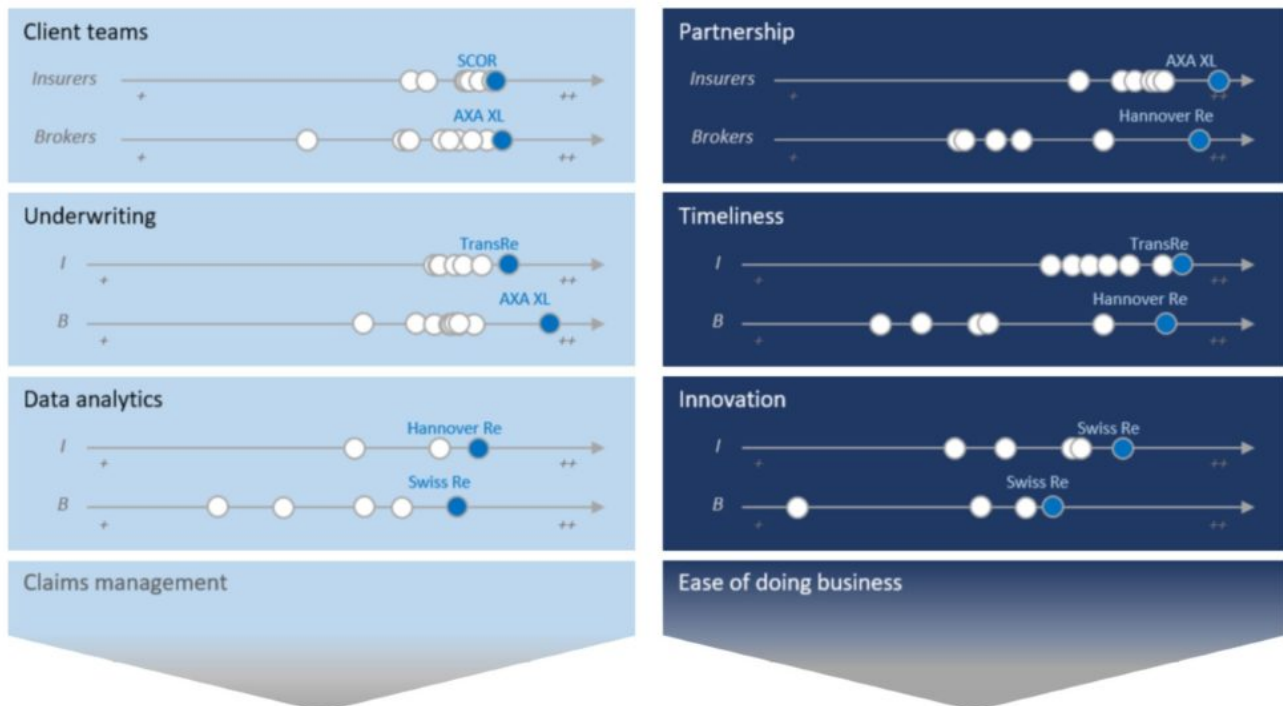 Client teams
SCOR
Insurers
+ ++
AXA XL
Brokers
+ ++
Underwriting
TransRe
I
+ ++
AXA XL
B
+ ++
Data analytics
Hannover Re
I
+ ++
Swiss Re
B
+ ++
Claims management
Partnership
AXA XL
Insurers
+ ++
Hannover Re
Brokers
+ ++
Timeliness
TransRe
I
+ ++
Hannover Re
B
+ ++
Innovation
Swiss Re
I
+ ++
Swiss Re
B
+ ++
Ease of doing business